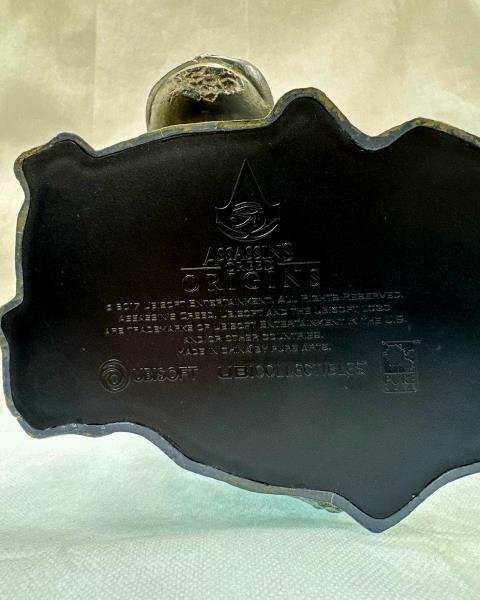 ASSASSIN'S
CREED
ORIGINS
© 2017 UBISOFT ENTERTAINMENT. ALL RIGHTS RESERVED.
ASSASSIN'S CREED, UBISOFT AND THE UBISOFT LOGO
ARE TRADEMARKS OF UBISOFT ENTERTAINMENT IN THE U.S.
AND/OR OTHER COUNTRIES.
MADE IN CHINA BY PURE ARTS.
UBISOFT UBICOLLECTIBLES PURE
ARTS